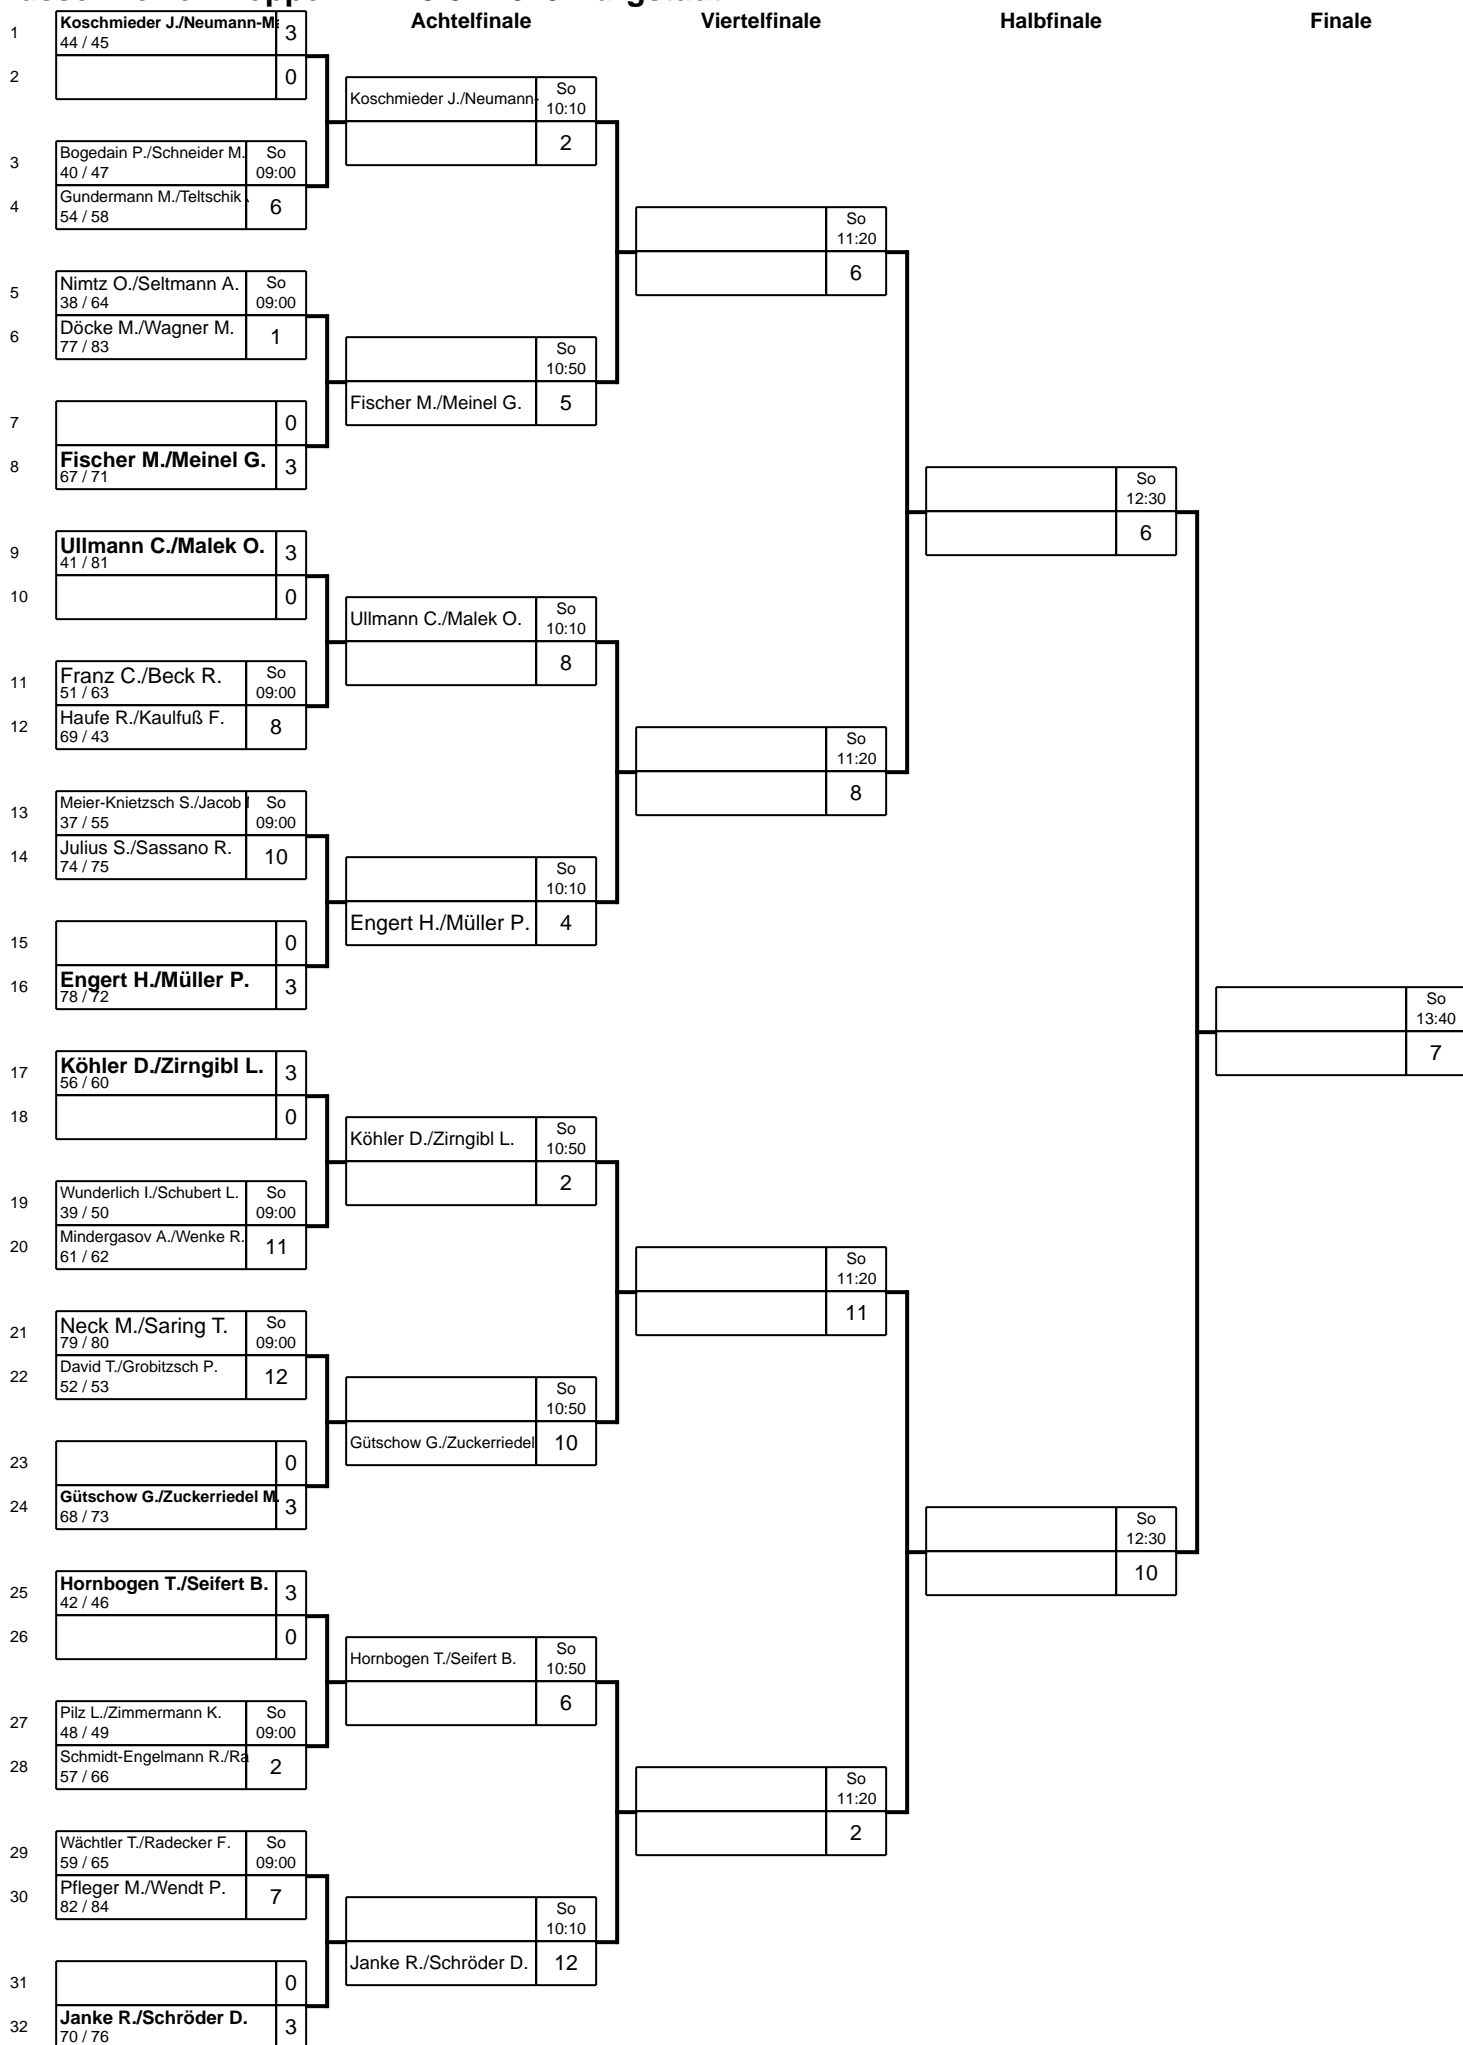 Achtelfinale Viertelfinale Halbfinale Finale
1 Koschmieder J./Neumann-M 3
44 / 45
2 0
Koschmieder J./Neumann- So 10:10
2
3 Bogedain P./Schneider M. So
40 / 47 09:00
4 Gundermann M./Teltschik 6
54 / 58
So 11:20
6
5 Nimtz O./Seltmann A. So
38 / 64 09:00
6 Döcke M./Wagner M. 1
77 / 83
So 10:50
Fischer M./Meinel G. 5
7 0
8 Fischer M./Meinel G. 3
67 / 71
So 12:30
6
9 Ullmann C./Malek O. 3
41 / 81
10 0
Ullmann C./Malek O. So 10:10
8
11 Franz C./Beck R. So
51 / 63 09:00
12 Haufe R./Kaulfuß F. 8
69 / 43
So 11:20
8
13 Meier-Knietzsch S./Jacob So
37 / 55 09:00
14 Julius S./Sassano R. 10
74 / 75
So 10:10
Engert H./Müller P. 4
15 0
16 Engert H./Müller P. 3
78 / 72
So 13:40
7
17 Köhler D./Zirngibl L. 3
56 / 60
18 0
Köhler D./Zirngibl L. So 10:50
2
19 Wunderlich I./Schubert L. So
39 / 50 09:00
20 Mindergasov A./Wenke R. 11
61 / 62
So 11:20
11
21 Neck M./Saring T. So
79 / 80 09:00
22 David T./Grobitzsch P. 12
52 / 53
So 10:50
Gütschow G./Zuckerriedel 10
23 0
24 Gütschow G./Zuckerriedel M. 3
68 / 73
So 12:30
10
25 Hornbogen T./Seifert B. 3
42 / 46
26 0
Hornbogen T./Seifert B. So 10:50
6
27 Pilz L./Zimmermann K. So
48 / 49 09:00
28 Schmidt-Engelmann R./Ra 2
57 / 66
So 11:20
2
29 Wächtler T./Radecker F. So
59 / 65 09:00
30 Pfleger M./Wendt P. 7
82 / 84
So 10:10
Janke R./Schröder D. 12
31 0
32 Janke R./Schröder D. 3
70 / 76